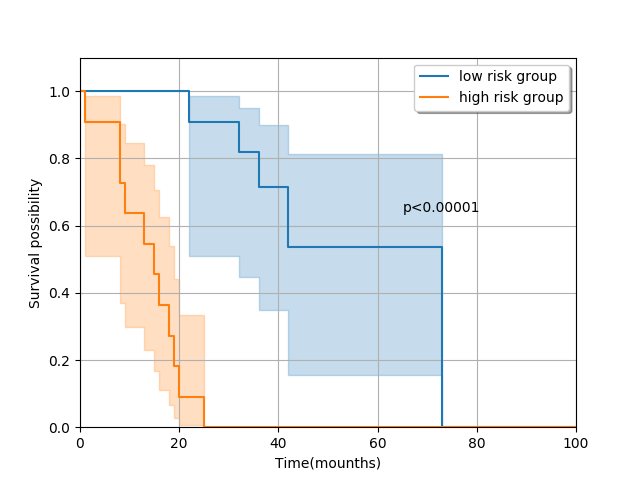 low risk group
high risk group
1.0
0.8
0.6
0.4
0.2
0.0
p<0.00001
0 20 40 60 80 100
Survival possibility
Time(mounths)